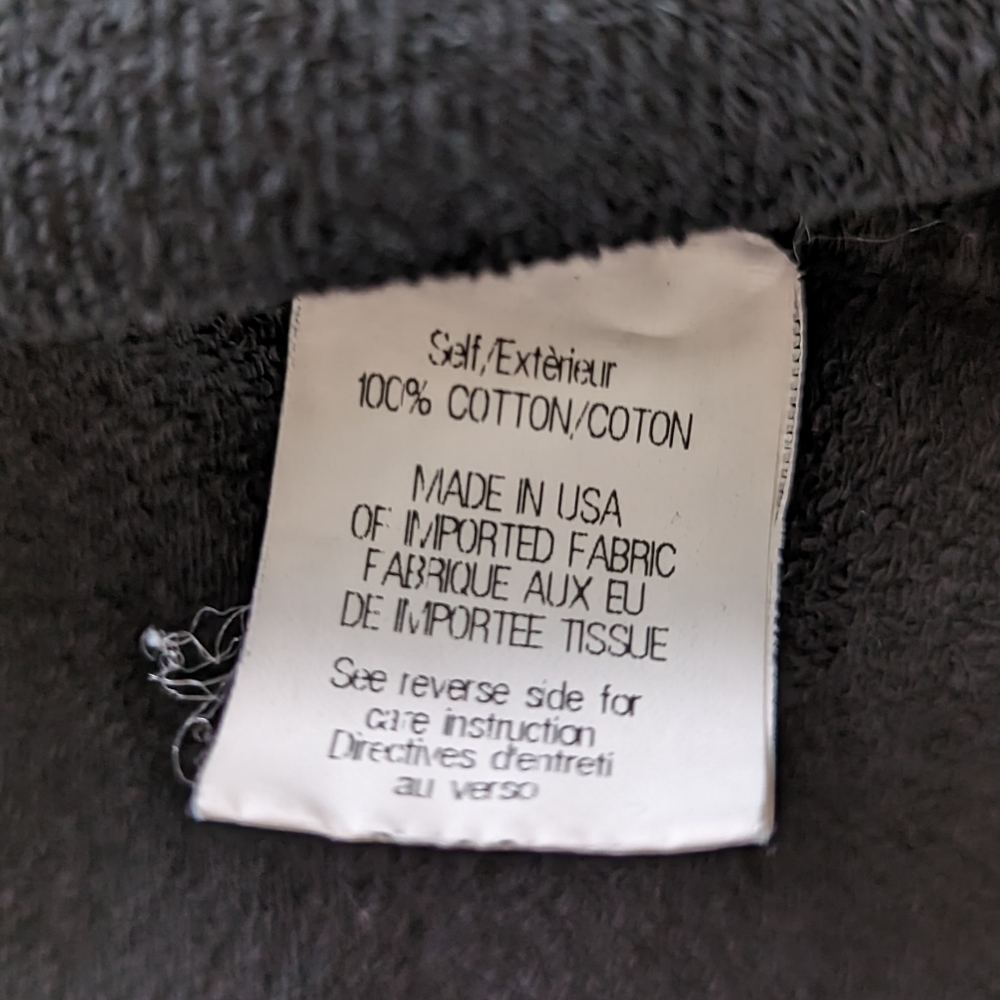 Self/Extèrieur
100% COTTON/COTON
MADE IN USA
OF IMPORTED FABRIC
FABRIQUE AUX EU
DE IMPORTEE TISSUE
See reverse side for
care instruction
Directives d'entreti
au verso